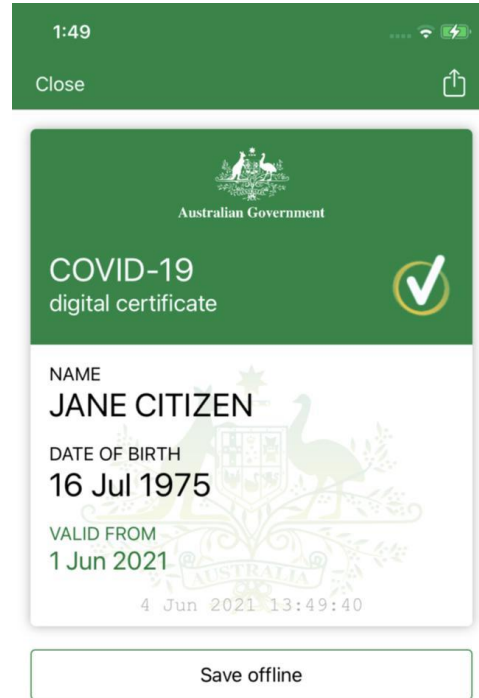 1:49
Close
Australian Government
COVID-19
digital certificate
NAME
JANE CITIZEN
DATE OF BIRTH
16 Jul 1975
VALID FROM
1 Jun 2021
AUSTRALIA
4 Jun 2021 13:49:40
Save offline